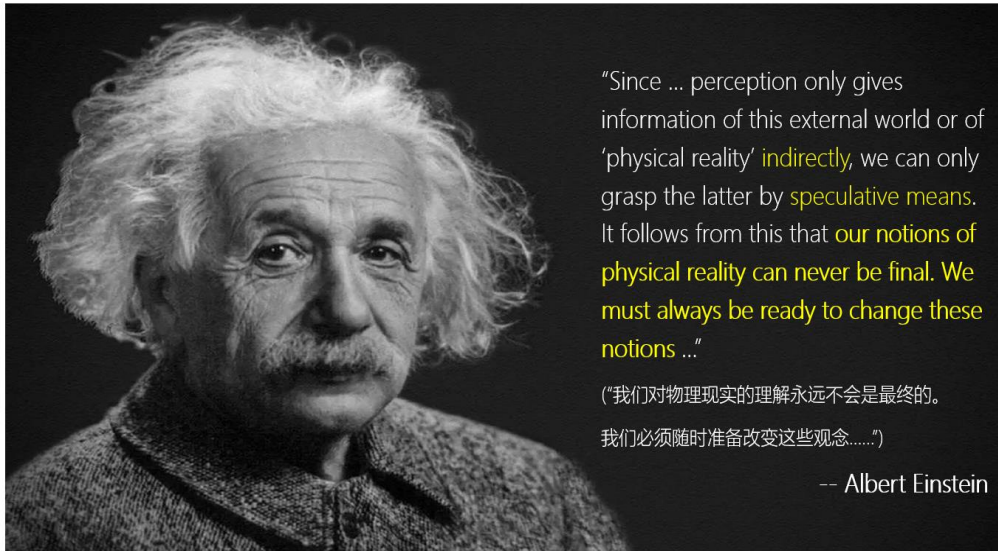 “Since ... perception only gives
information of this external world or of
‘physical reality’ indirectly, we can only
grasp the latter by speculative means.
It follows from this that our notions of
physical reality can never be final. We
must always be ready to change these
notions ...”
(“我们对物理现实的理解永远不会是最终的。
我们必须随时准备改变这些观念......”)
-- Albert Einstein